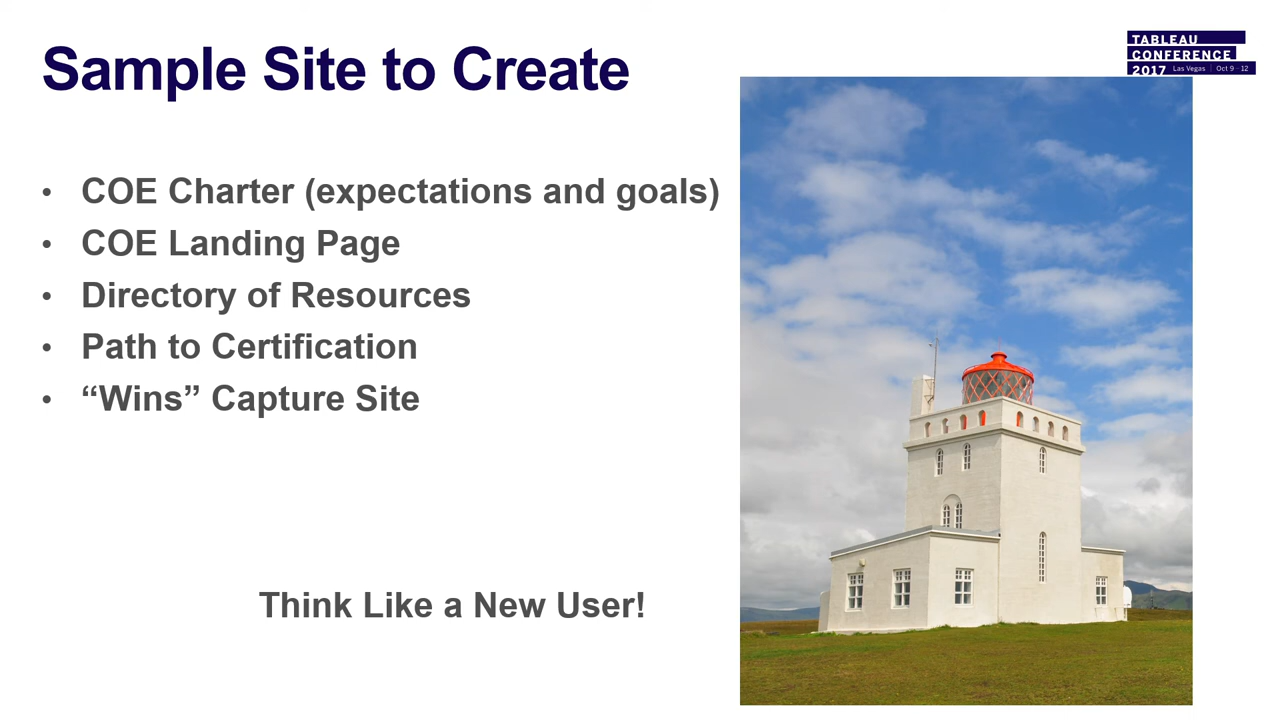 Sample Site to Create
TABLEAU
CONFERENCE
2017 Las Vegas | Oct 9 - 12
• COE Charter (expectations and goals)
• COE Landing Page
• Directory of Resources
• Path to Certification
• “Wins” Capture Site
Think Like a New User!